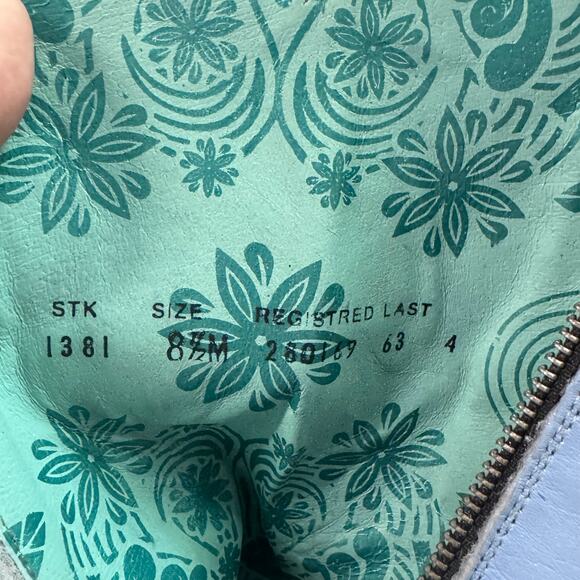 STK SIZE REGISTRED LAST
1381 8½M 280169 63 4